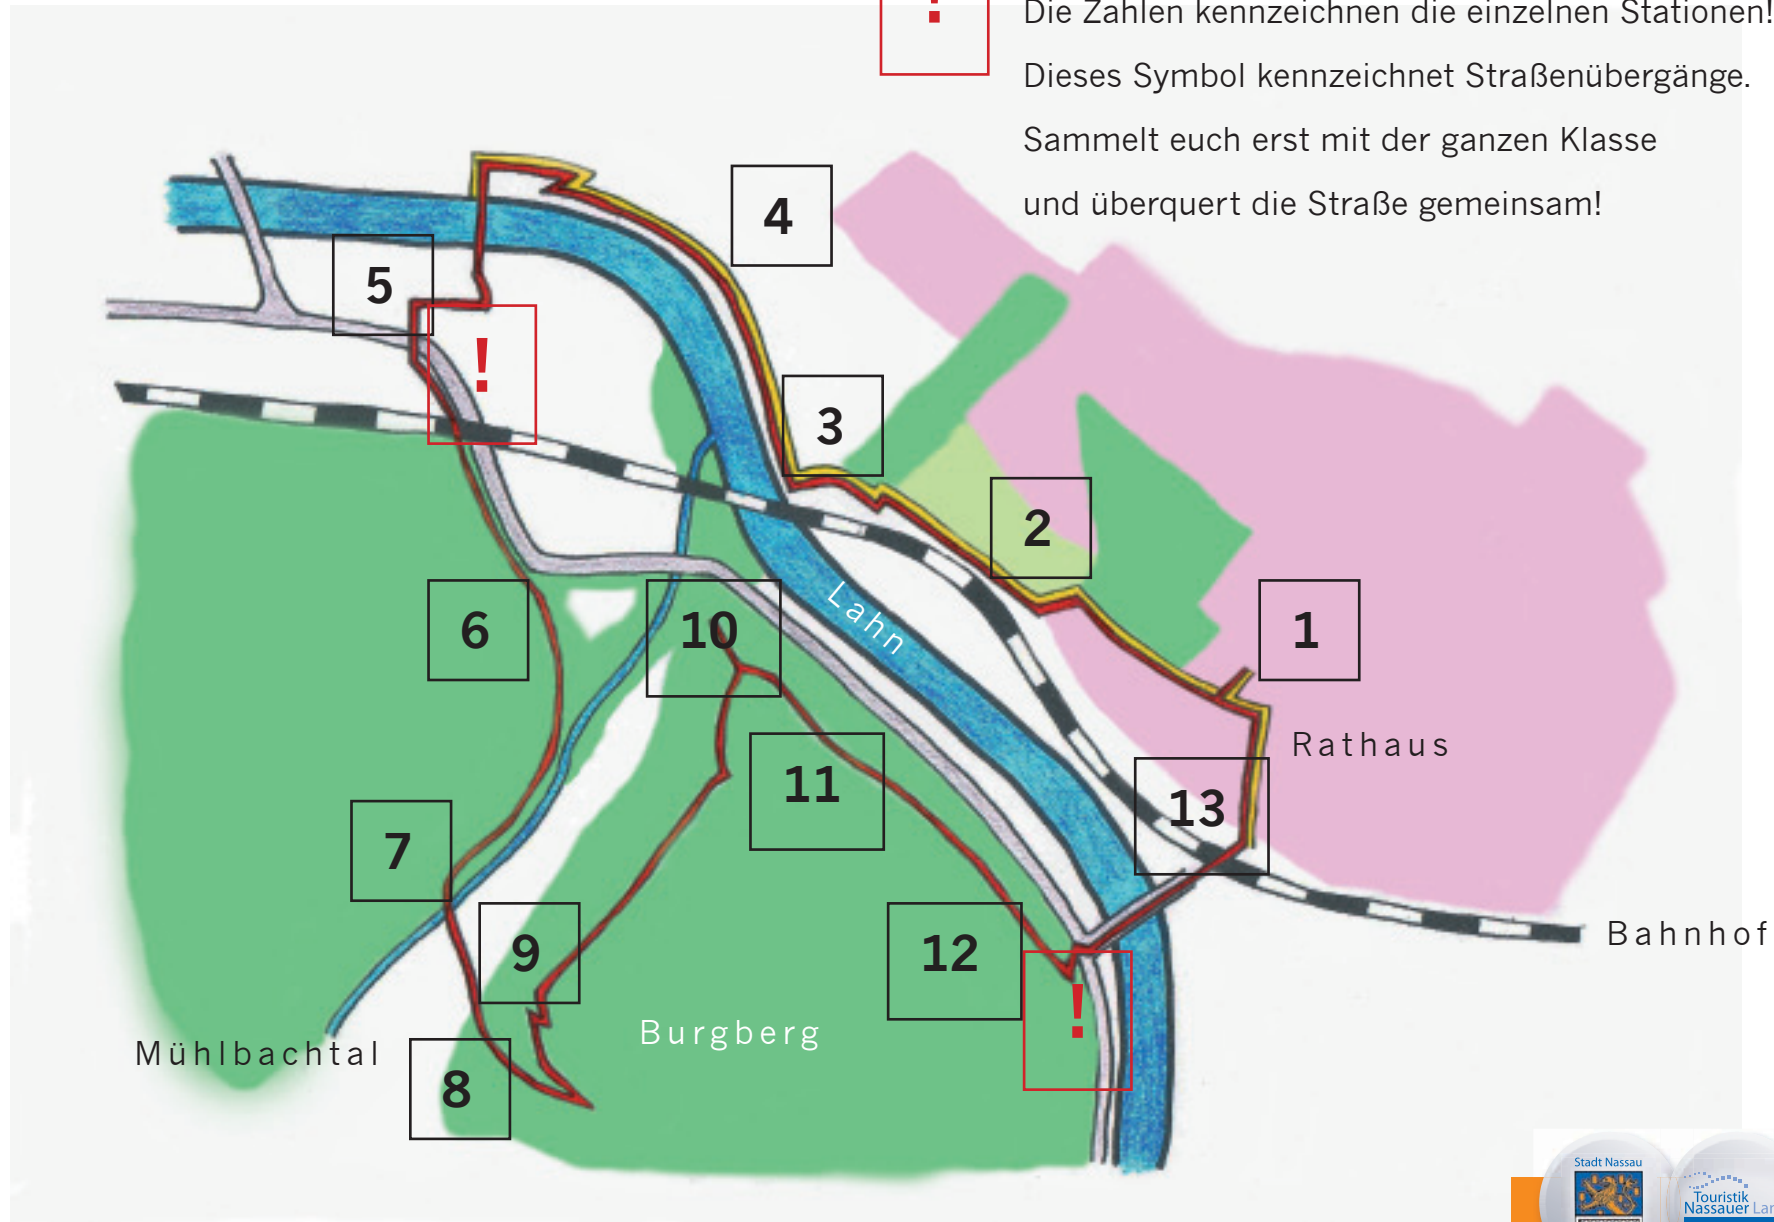 !
Die Zahlen kennzeichnen die einzelnen Stationen!
Dieses Symbol kennzeichnet Straßenübergänge.
Sammelt euch erst mit der ganzen Klasse
und überquert die Straße gemeinsam!
4
5
!
3
2
Lahn
6
10
1
Rathaus
11
13
7
9
12
Bahnhof
!
Burgberg
Mühlbachtal
8
Stadt Nassau
Touristik
Nassauer